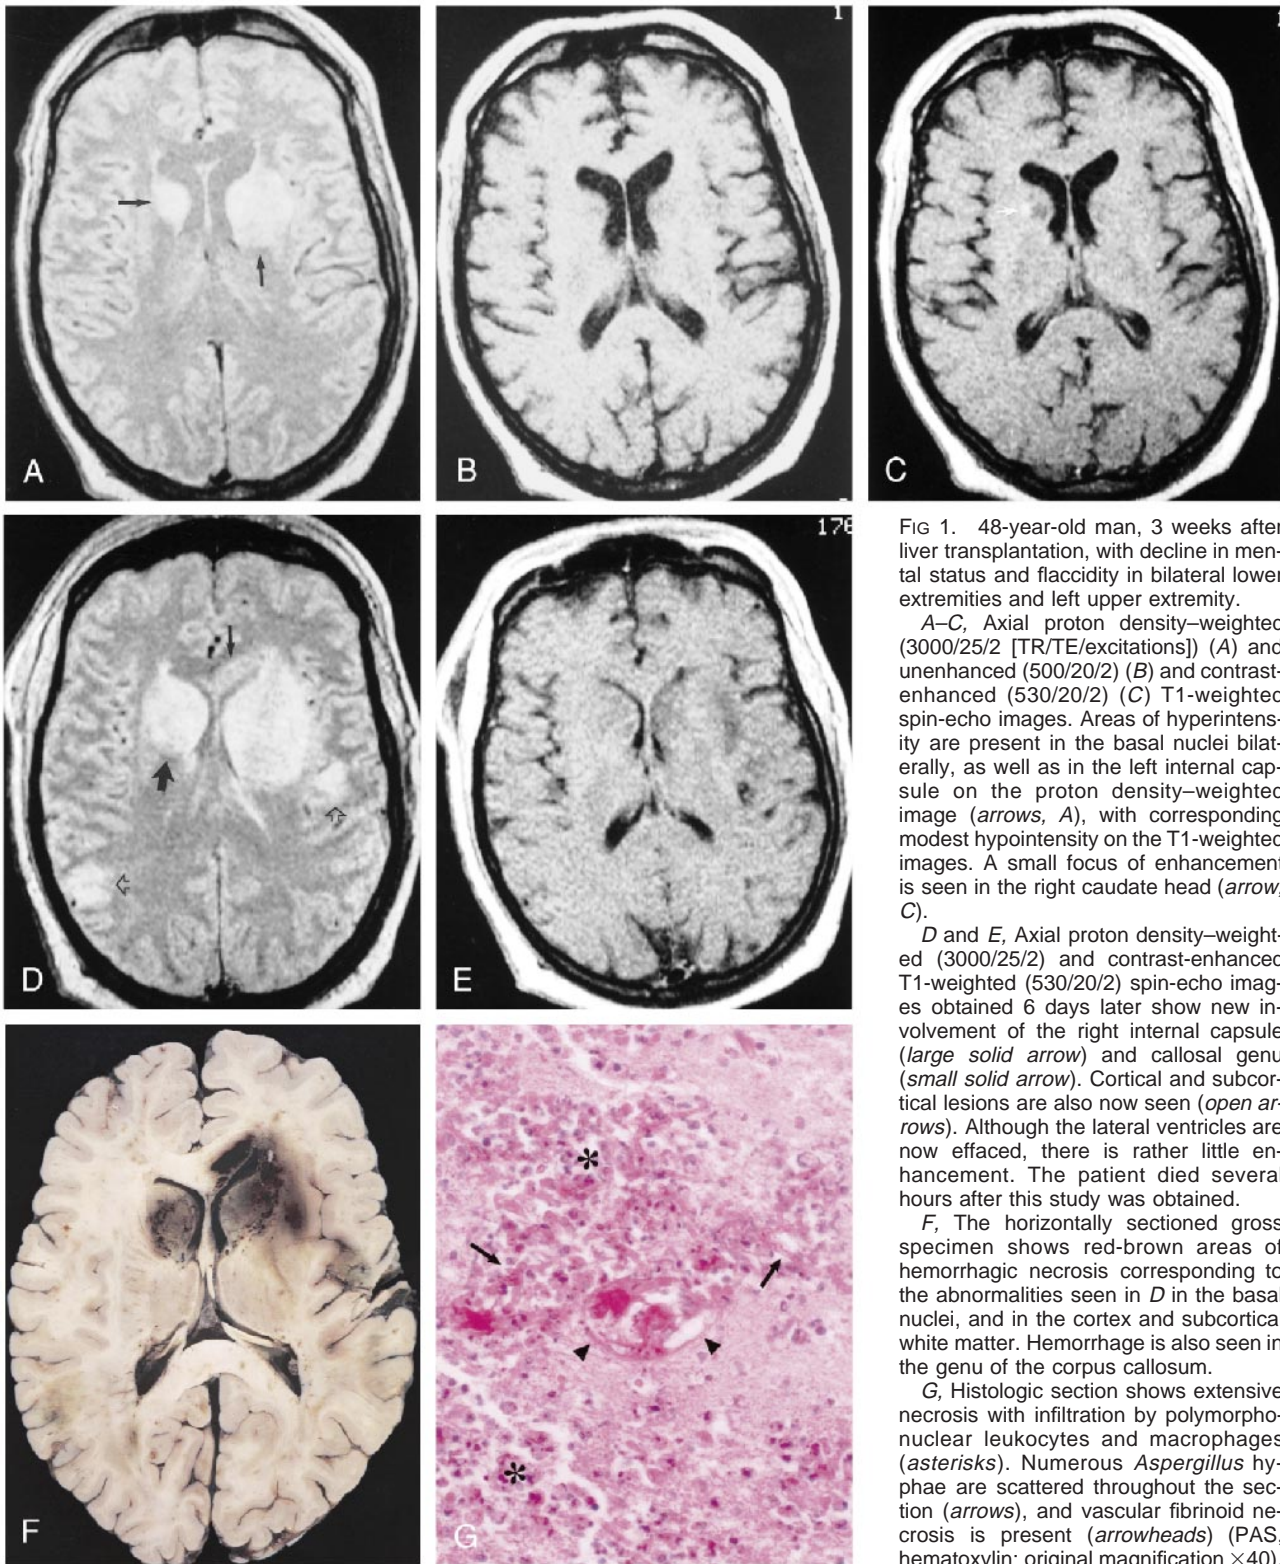 1
A
B
C
D
176
E
F
G
*
*
FIG 1. 48-year-old man, 3 weeks after
liver transplantation, with decline in men-
tal status and flaccidity in bilateral lower
extremities and left upper extremity.
A–C, Axial proton density–weighted
(3000/25/2 [TR/TE/excitations]) (A) and
unenhanced (500/20/2) (B) and contrast-
enhanced (530/20/2) (C) T1-weighted
spin-echo images. Areas of hyperintens-
ity are present in the basal nuclei bilat-
erally, as well as in the left internal cap-
sule on the proton density–weighted
image (arrows, A), with corresponding
modest hypointensity on the T1-weighted
images. A small focus of enhancement
is seen in the right caudate head (arrow,
C).
D and E, Axial proton density–weight-
ed (3000/25/2) and contrast-enhanced
T1-weighted (530/20/2) spin-echo imag-
es obtained 6 days later show new in-
volvement of the right internal capsule
(large solid arrow) and callosal genu
(small solid arrow). Cortical and subcor-
tical lesions are also now seen (open ar-
rows). Although the lateral ventricles are
now effaced, there is rather little en-
hancement. The patient died several
hours after this study was obtained.
F, The horizontally sectioned gross
specimen shows red-brown areas of
hemorrhagic necrosis corresponding to
the abnormalities seen in D in the basal
nuclei, and in the cortex and subcortical
white matter. Hemorrhage is also seen in
the genu of the corpus callosum.
G, Histologic section shows extensive
necrosis with infiltration by polymorpho-
nuclear leukocytes and macrophages
(asterisks). Numerous Aspergillus hy-
phae are scattered throughout the sec-
tion (arrows), and vascular fibrinoid ne-
crosis is present (arrowheads) (PAS,
hematoxylin; original magnification ×40)